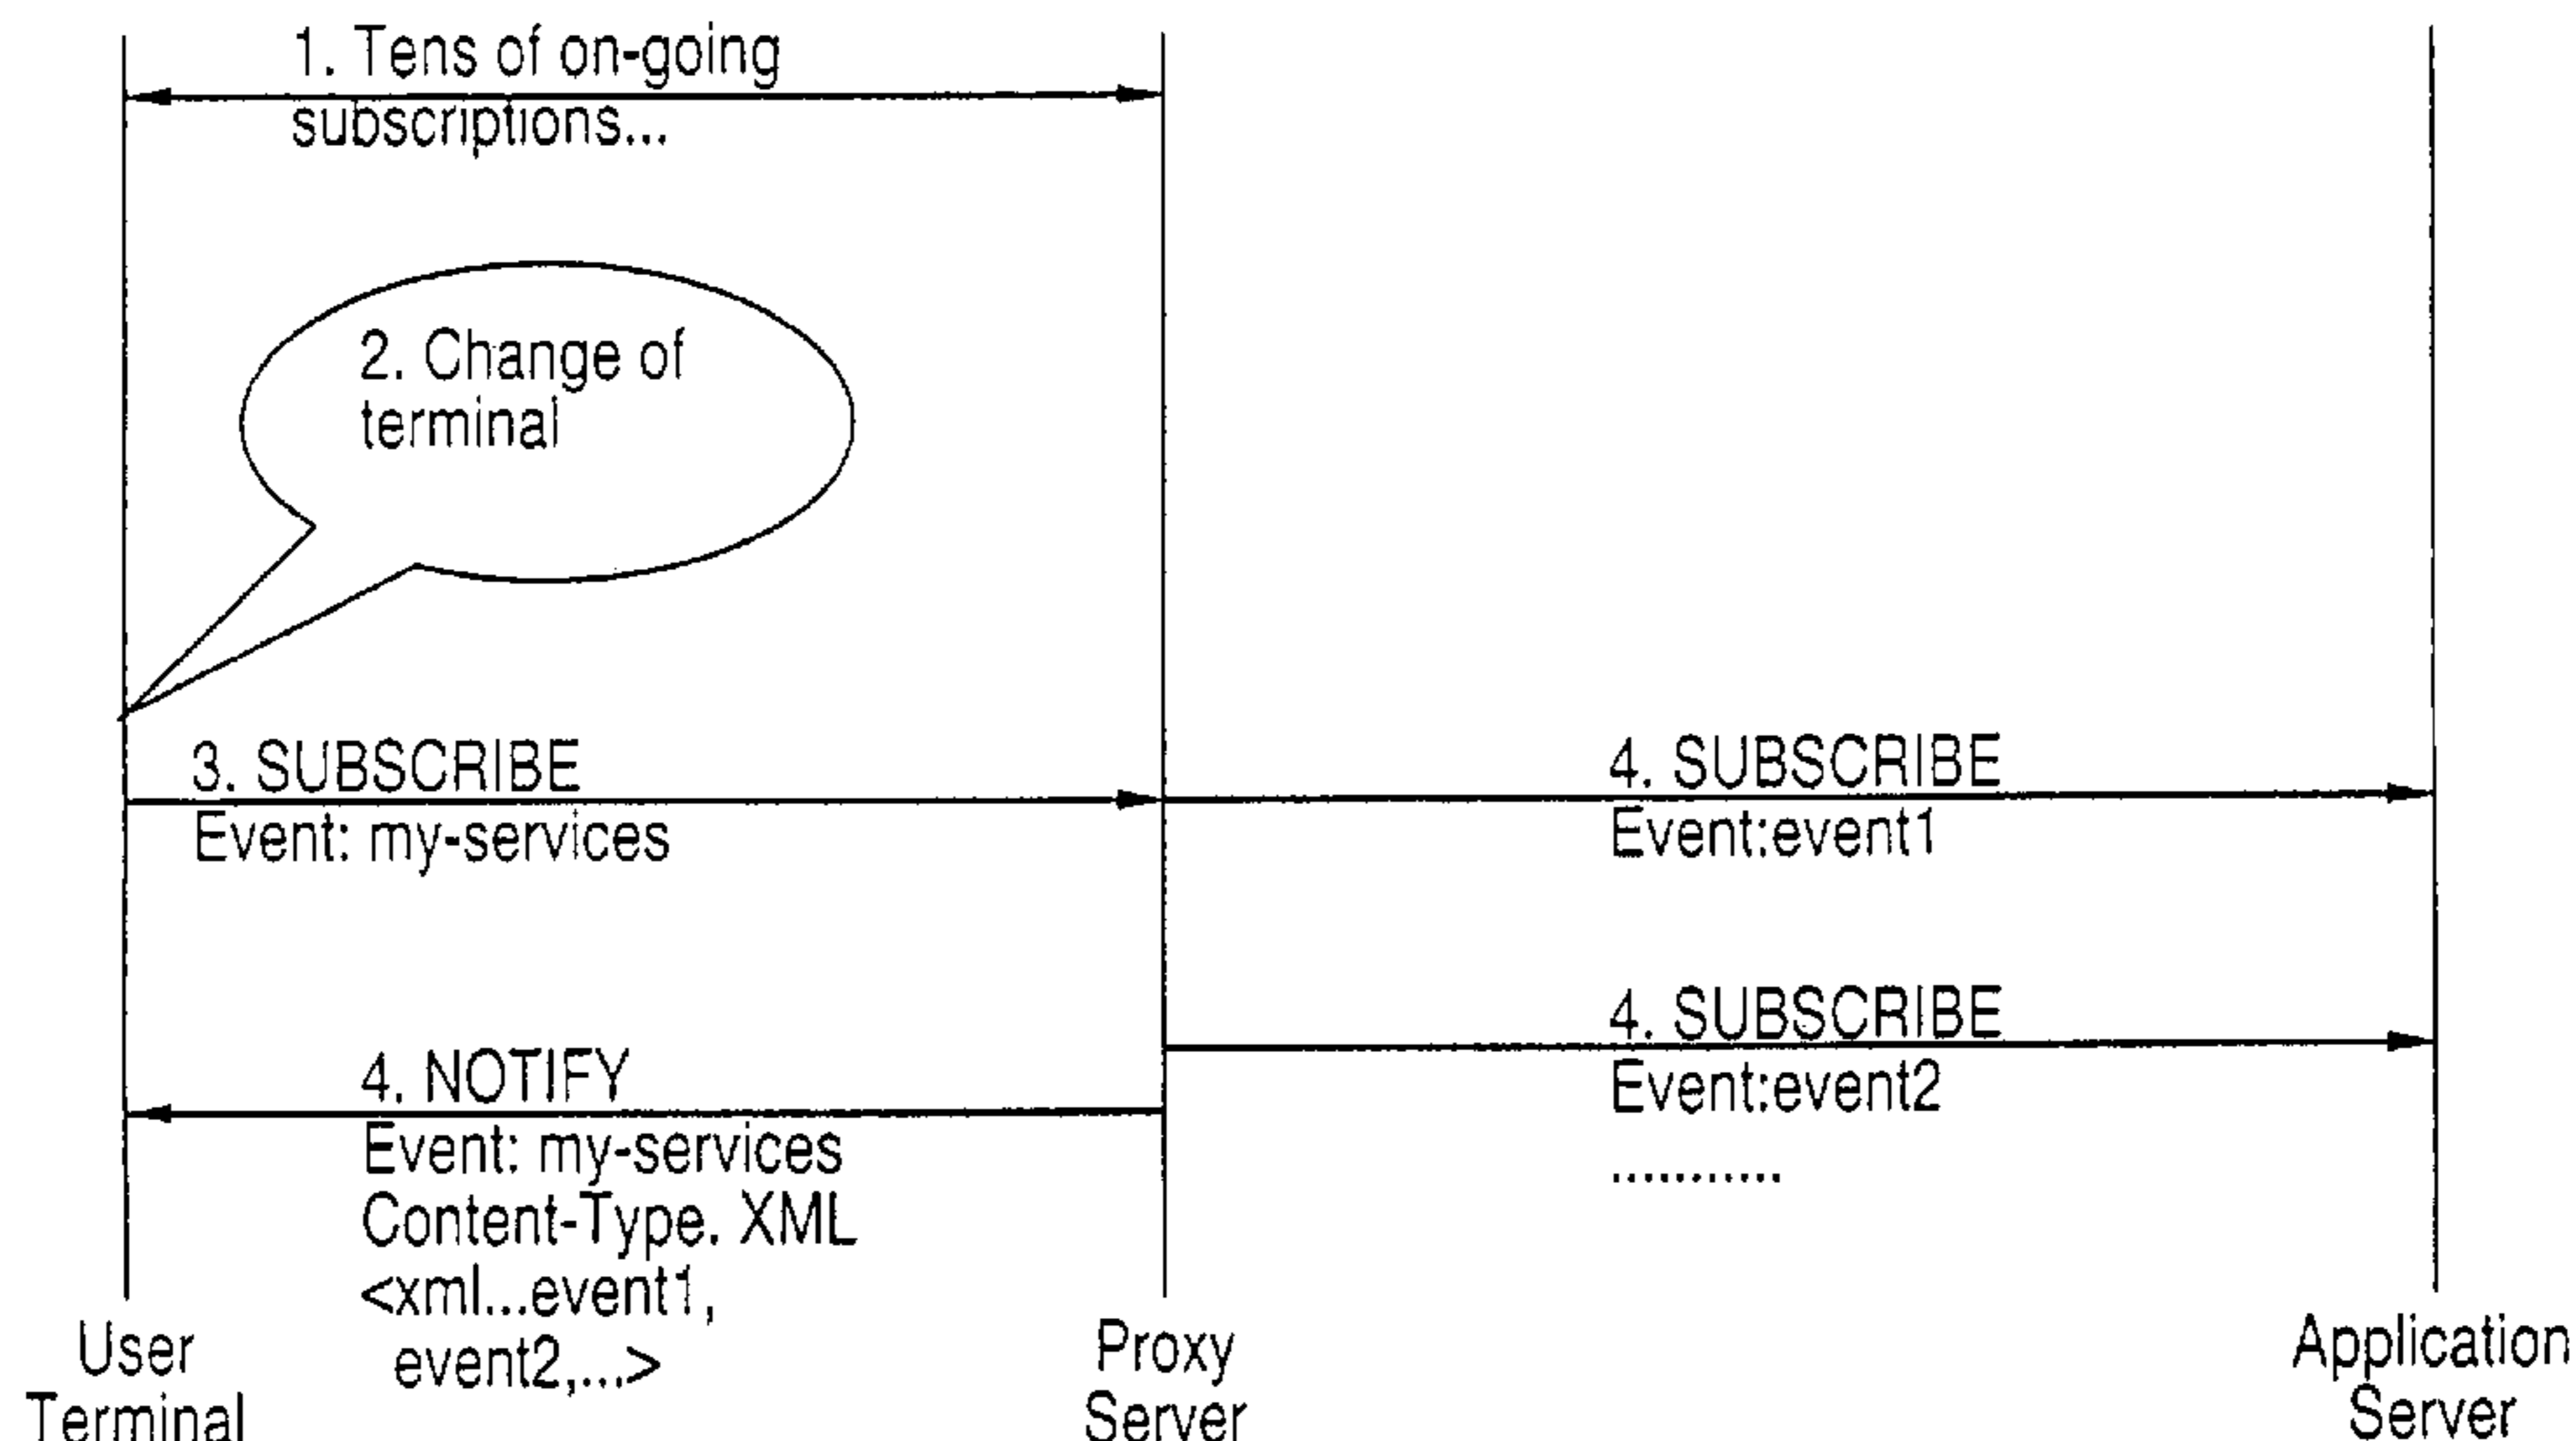 1. Tens of on-going
subscriptions...
2. Change of
terminal
3. SUBSCRIBE
Event: my-services
4. SUBSCRIBE
Event:event1
4. SUBSCRIBE
Event:event2
...........
4. NOTIFY
Event: my-services
Content-Type. XML
<xml...event1,
event2,...>
User
Terminal
Proxy
Server
Application
Server